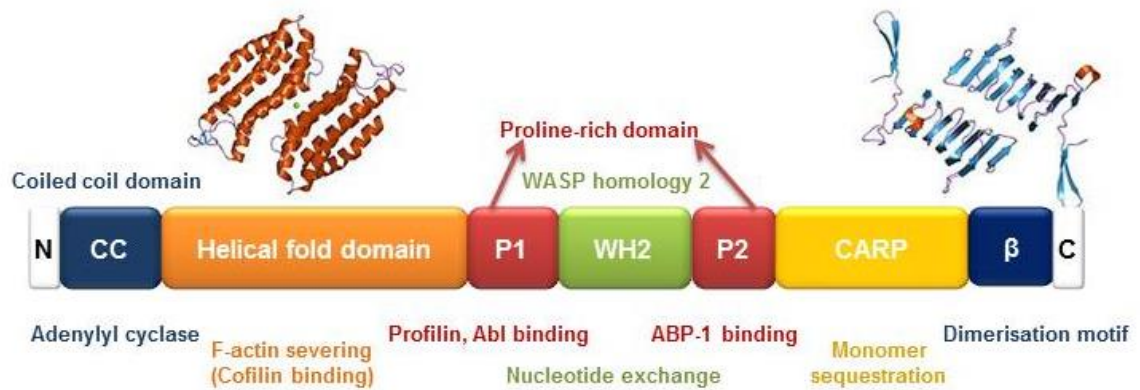 Proline-rich domain
Coiled coil domain
WASP homology 2
N CC Helical fold domain P1 WH2 P2 CARP β C
Adenylyl cyclase Profilin, Abl binding ABP-1 binding Dimerisation motif
F-actin severing Monomer
(Cofilin binding) Nucleotide exchange sequestration